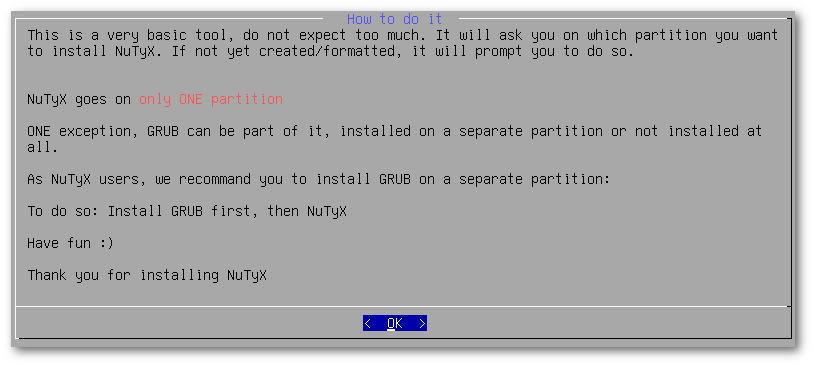 How to do it
This is a very basic tool, do not expect too much. It will ask you on which partition you want
to install NuTyX. If not yet created/formatted, it will prompt you to do so.
NuTyX goes on only ONE partition
ONE exception, GRUB can be part of it, installed on a separate partition or not installed at
all.
As NuTyX users, we recommand you to install GRUB on a separate partition:
To do so: Install GRUB first, then NuTyX
Have fun :)
Thank you for installing NuTyX
< OK >